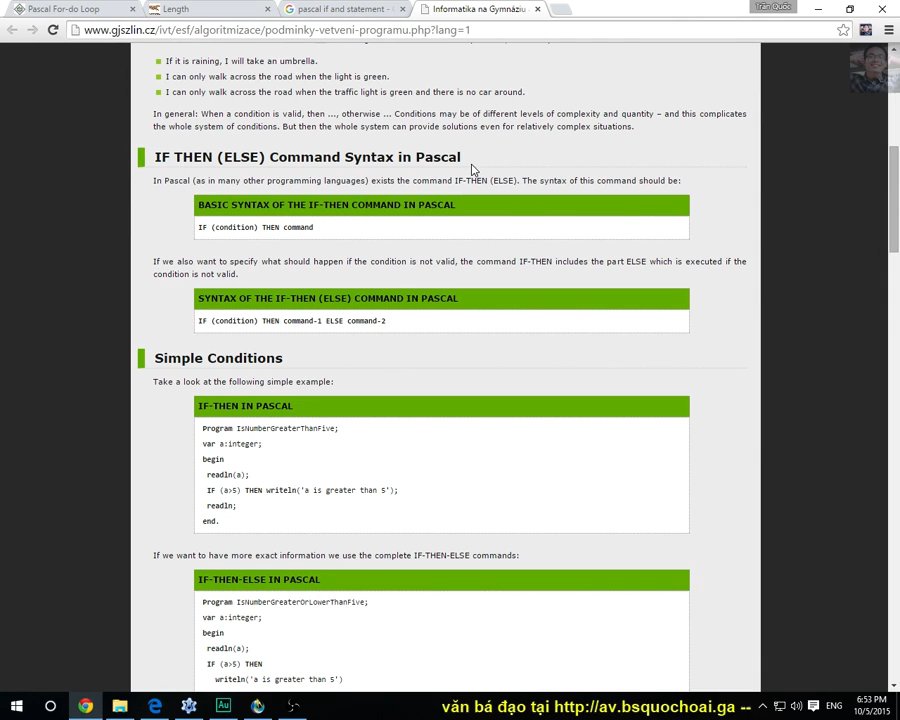 Pascal For-do Loop
Length
pascal if and statement -
Informatika na Gymnáziu
Trần Quốc
www.gjszlin.cz/ivt/esf/algoritmizace/podminky-vetveni-programu.php?lang=1
If it is raining, I will take an umbrella.
I can only walk across the road when the light is green.
I can only walk across the road when the traffic light is green and there is no car around.
In general: When a condition is valid, then ..., otherwise ... Conditions may be of different levels of complexity and quantity – and this complicates
the whole system of conditions. But then the whole system can provide solutions even for relatively complex situations.
IF THEN (ELSE) Command Syntax in Pascal
In Pascal (as in many other programming languages) exists the command IF-THEN (ELSE). The syntax of this command should be:
BASIC SYNTAX OF THE IF-THEN COMMAND IN PASCAL
IF (condition) THEN command
If we also want to specify what should happen if the condition is not valid, the command IF-THEN includes the part ELSE which is executed if the
condition is not valid.
SYNTAX OF THE IF-THEN (ELSE) COMMAND IN PASCAL
IF (condition) THEN command-1 ELSE command-2
Simple Conditions
Take a look at the following simple example:
IF-THEN IN PASCAL
Program IsNumberGreaterThanFive;
var a:integer;
begin
readln(a);
IF (a>5) THEN writeln('a is greater than 5');
readln;
end.
If we want to have more exact information we use the complete IF-THEN-ELSE commands:
IF-THEN-ELSE IN PASCAL
Program IsNumberGreaterOrLowerThanFive;
var a:integer;
begin
readln(a);
IF (a>5) THEN
writeln('a is greater than 5')
Au
văn bá đạo tại http://av.bsquochoai.ga --
ENG
6:53 PM
10/5/2015